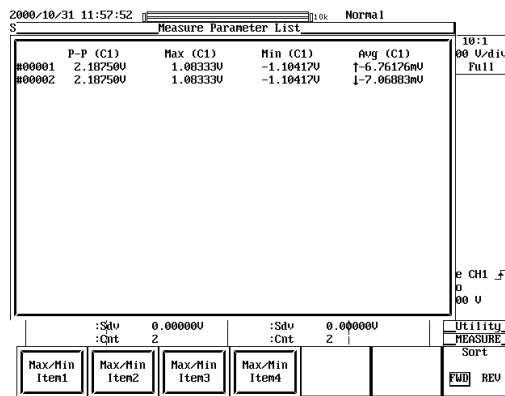 2000/10/31 11:57:52 10k Normal
S Measure Parameter List
10:1
P-P (C1) Max (C1) Min (C1) Avg (C1) 00 V/div
#00001 2.18750V 1.08333V -1.10417V ↑-6.76176mV Full
#00002 2.18750V 1.08333V -1.10417V ↓-7.06883mV
e CH1
o
00 V
:Sdv 0.00000V :Sdv 0.00000V Utility
:Cnt 2 :Cnt 2 MEASURE
Sort
Max/Min Max/Min Max/Min Max/Min
Item1 Item2 Item3 Item4 FWD REV